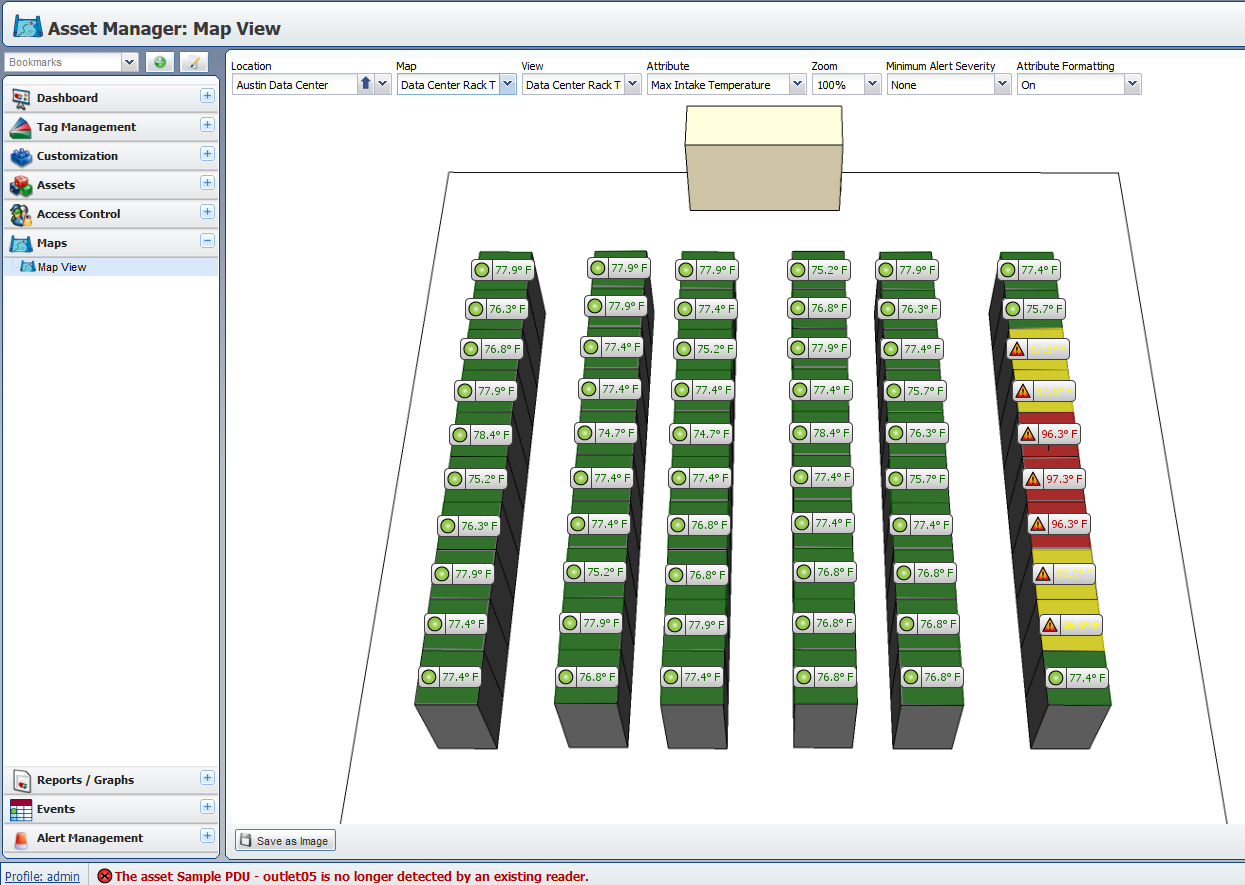 Asset Manager: Map View
Bookmarks
Dashboard
Tag Management
Customization
Assets
Access Control
Maps
Map View
Reports / Graphs
Events
Alert Management
Location Map View Attribute Zoom Minimum Alert Severity Attribute Formatting
Austin Data Center Data Center Rack T Data Center Rack T Max Intake Temperature 100% None On
77.9° F 77.9° F 77.9° F 75.2° F 77.9° F 77.4° F
76.3° F 77.9° F 77.4° F 76.8° F 76.3° F 75.7° F
76.8° F 77.4° F 75.2° F 77.9° F 77.4° F
77.9° F 77.4° F 77.4° F 77.4° F 75.7° F
78.4° F 74.7° F 74.7° F 78.4° F 76.3° F 96.3° F
75.2° F 77.4° F 77.4° F 77.4° F 75.7° F 97.3° F
76.3° F 77.4° F 76.8° F 77.4° F 77.4° F 96.3° F
77.9° F 75.2° F 76.8° F 76.8° F 76.8° F
77.4° F 77.9° F 77.9° F 76.8° F 76.8° F
77.4° F 76.8° F 77.4° F 76.8° F 76.8° F 77.4° F
Save as Image
Profile: admin
The asset Sample PDU - outlet05 is no longer detected by an existing reader.